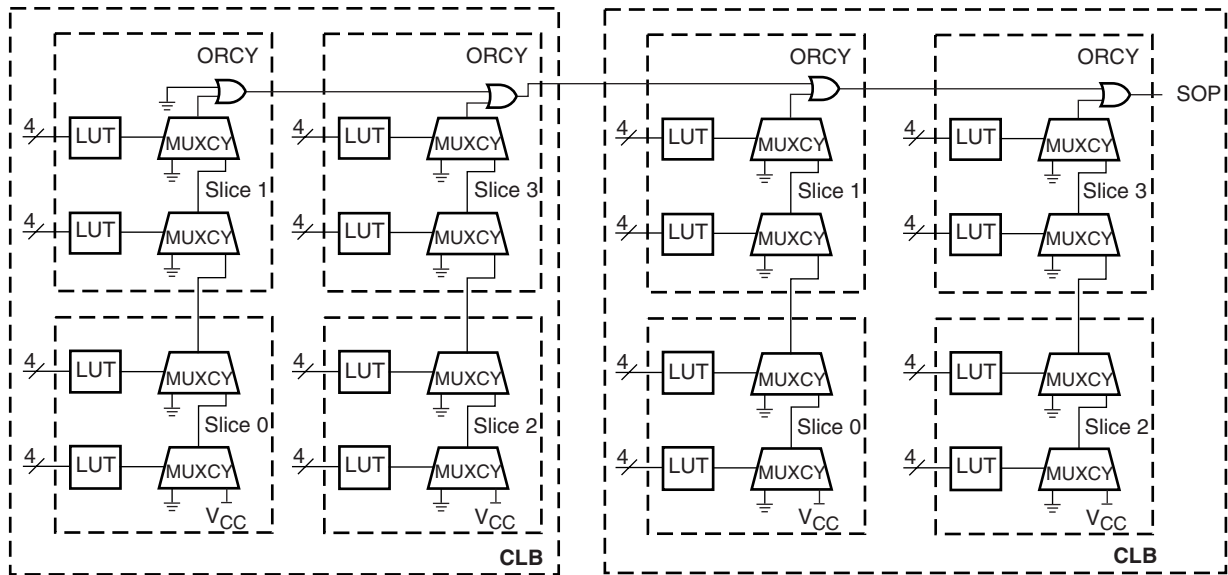 ORCY ORCY ORCY ORCY
SOP
4 LUT MUXCY 4 LUT MUXCY 4 LUT MUXCY 4 LUT MUXCY
Slice 1 Slice 3 Slice 1 Slice 3
4 LUT MUXCY 4 LUT MUXCY 4 LUT MUXCY 4 LUT MUXCY
4 LUT MUXCY 4 LUT MUXCY 4 LUT MUXCY 4 LUT MUXCY
Slice 0 Slice 2 Slice 0 Slice 2
4 LUT MUXCY 4 LUT MUXCY 4 LUT MUXCY 4 LUT MUXCY
VCC VCC VCC VCC
CLB CLB